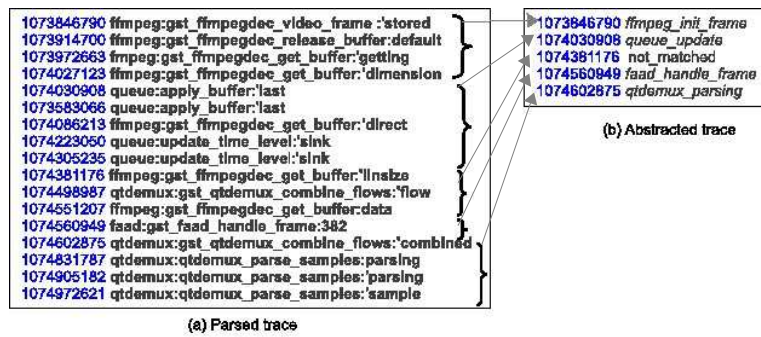 1073846790 ffmpeg:gst_ffmpegdec_video_frame :'stored
1073914700 ffmpeg:gst_ffmpegdec_release_buffer:default
1073972663 fmpeg:gst_ffmpegdec_get_buffer:'getting
1074027123 ffmpeg:gst_ffmpegdec_get_buffer:'dimension
1074030908 queue:apply_buffer:'last
1073583066 queue:apply_buffer:'last
1074086213 ffmpeg:gst_ffmpegdec_get_buffer:'direct
1074223050 queue:update_time_level:'sink
1074305235 queue:update_time_level:'sink
1074381176 ffmpeg:gst_ffmpegdec_get_buffer:'linsize
1074498987 qtdemux:gst_qtdemux_combine_flows:'flow
1074551207 ffmpeg:gst_ffmpegdec_get_buffer:data
1074560949 faad:gst_faad_handle_frame:382
1074602875 qtdemux:gst_qtdemux_combine_flows:'combined
1074831787 qtdemux:qtdemux_parse_samples:parsing
1074905182 qtdemux:qtdemux_parse_samples:'parsing
1074972621 qtdemux:qtdemux_parse_samples:'sample
(a) Parsed trace
1073846790 ffmpeg_init_frame
1074030908 queue_update
1074381176 not_matched
1074560949 faad_handle_frame
1074602875 qtdemux_parsing
(b) Abstracted trace